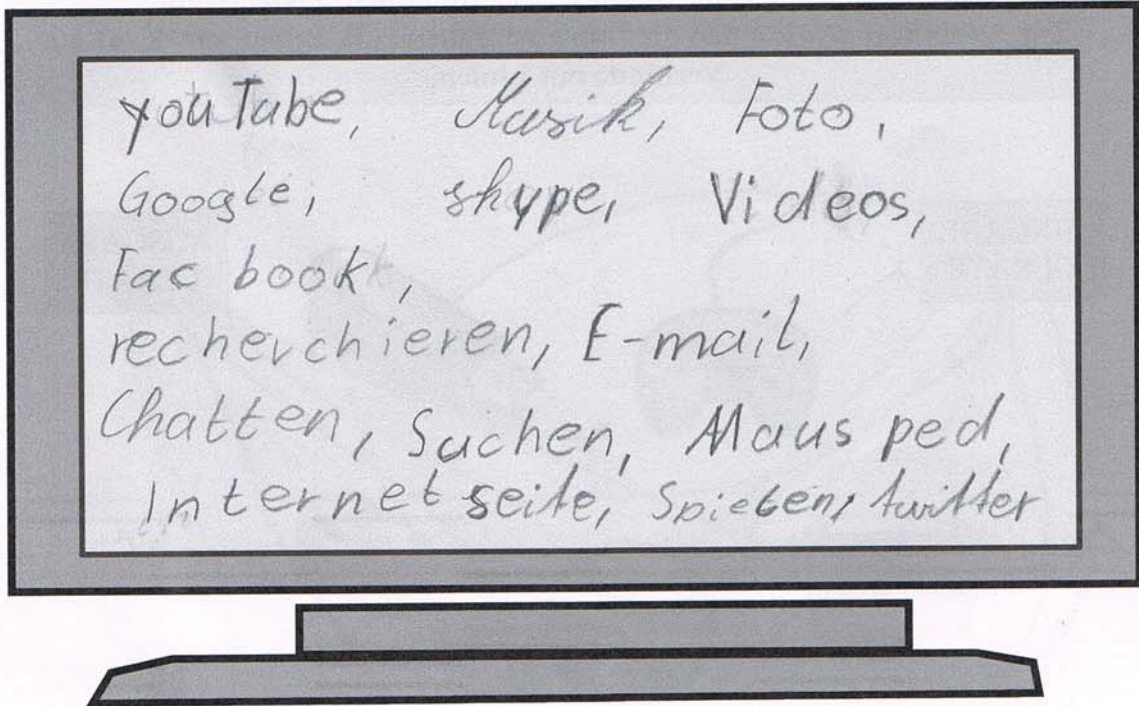 youTube, Musik, Foto,
Google, skype, Videos,
Fac book,
recherchieren, E-mail,
Chatten, Suchen, Maus ped,
Internet seite, Spielen, twitter